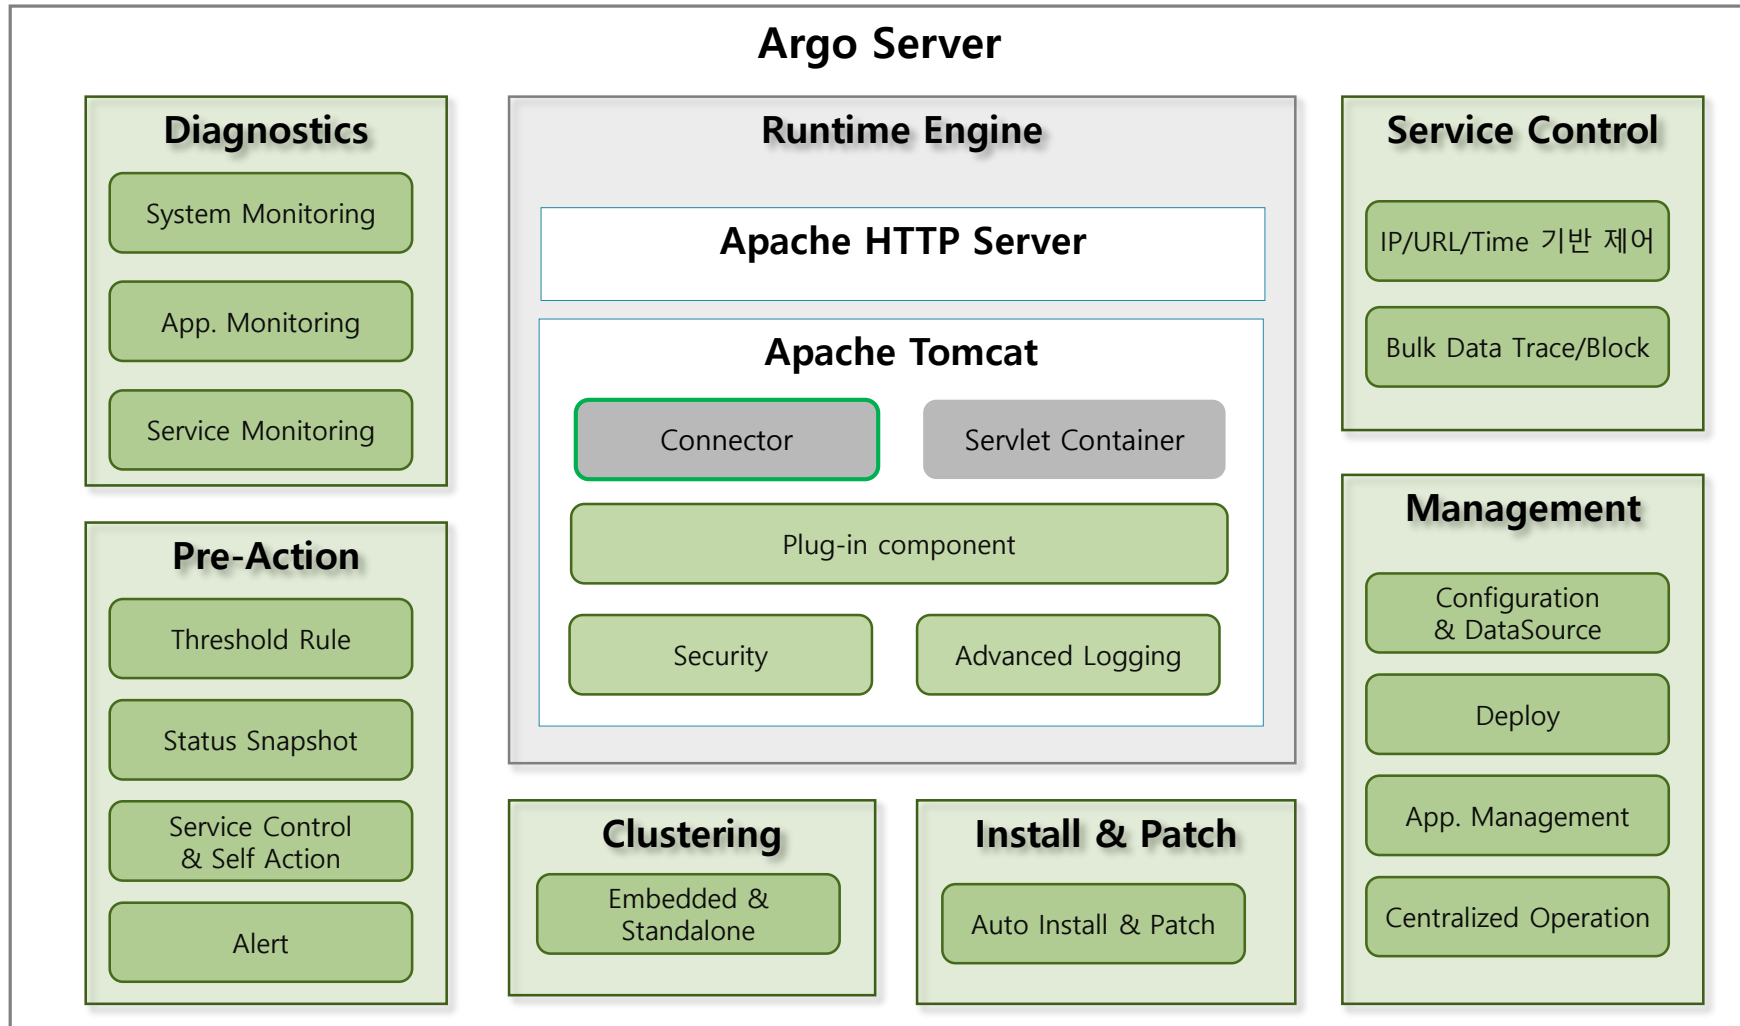 Argo Server
Diagnostics
System Monitoring
App. Monitoring
Service Monitoring
Pre-Action
Threshold Rule
Status Snapshot
Service Control
& Self Action
Alert
Runtime Engine
Apache HTTP Server
Apache Tomcat
Connector
Servlet Container
Plug-in component
Security
Advanced Logging
Clustering
Embedded &
Standalone
Install & Patch
Auto Install & Patch
Service Control
IP/URL/Time 기반 제어
Bulk Data Trace/Block
Management
Configuration
& DataSource
Deploy
App. Management
Centralized Operation